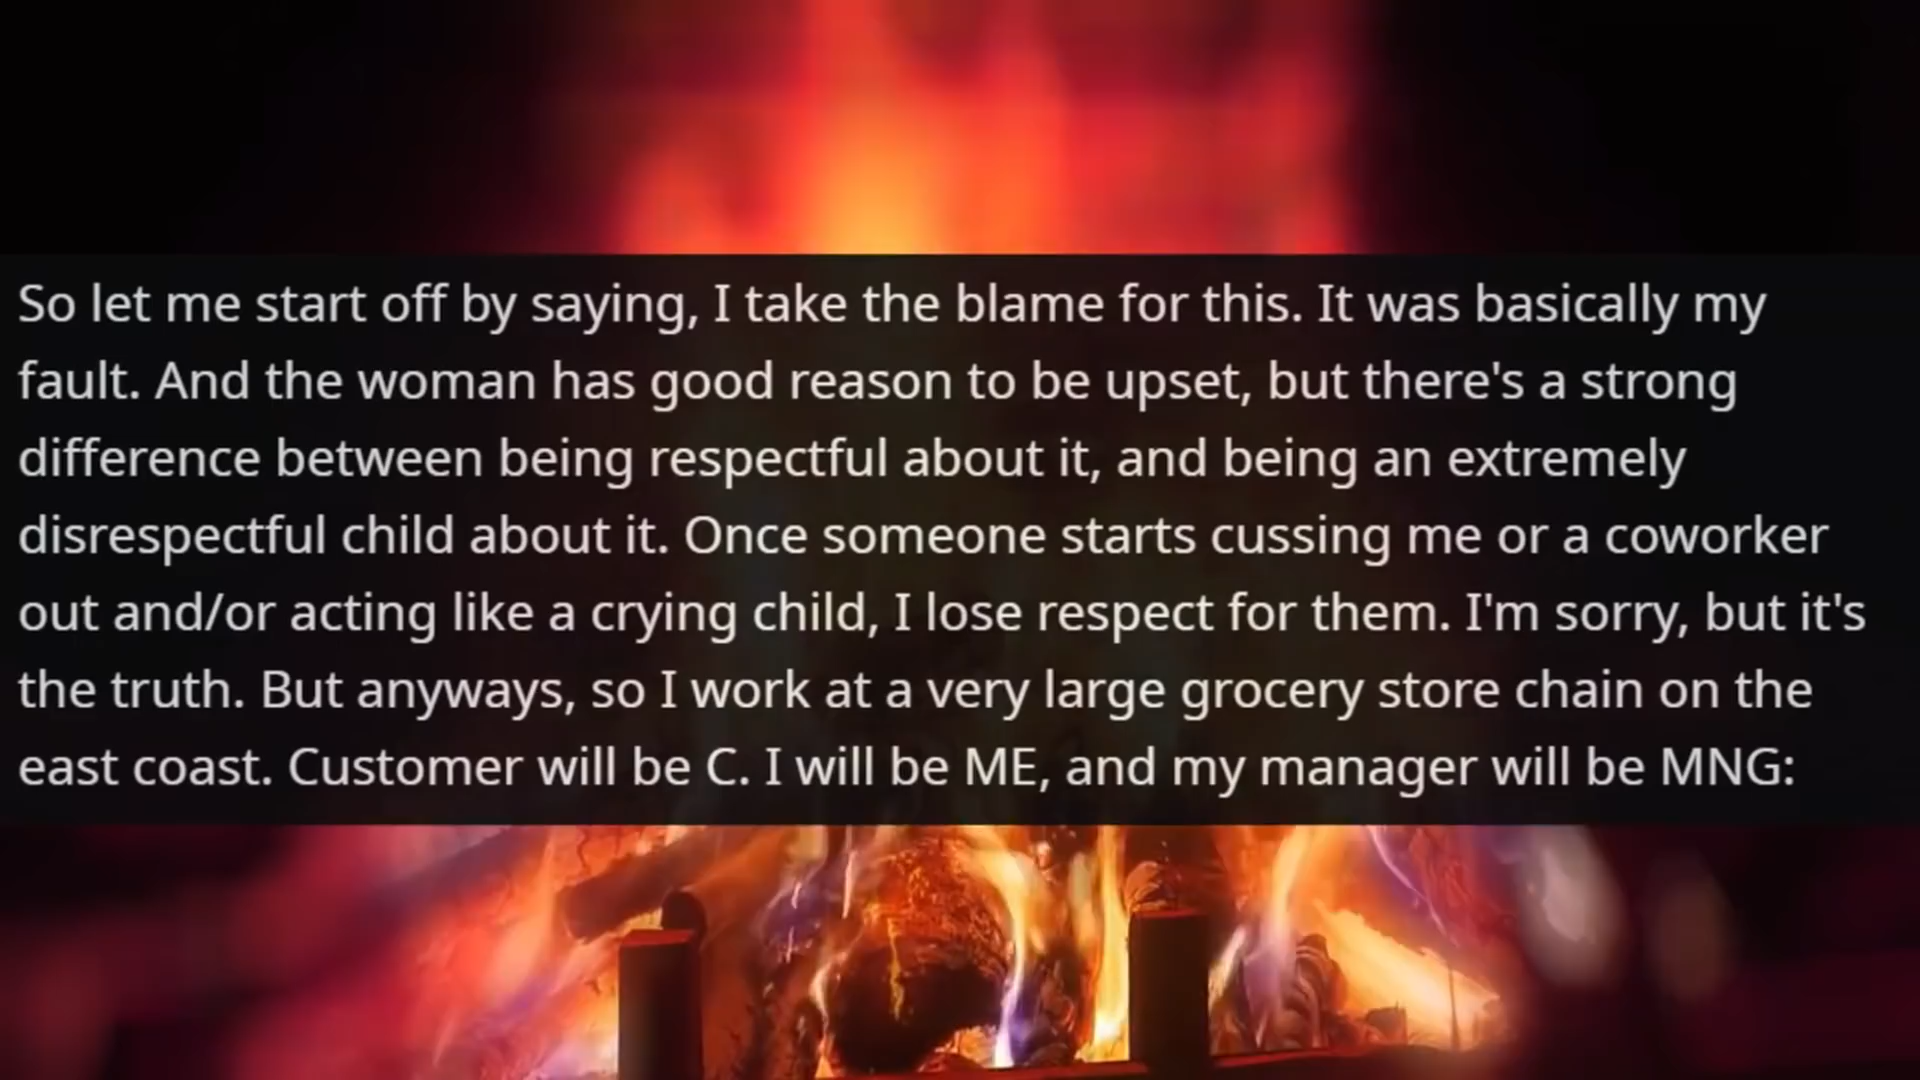 So let me start off by saying, I take the blame for this. It was basically my
fault. And the woman has good reason to be upset, but there's a strong
difference between being respectful about it, and being an extremely
disrespectful child about it. Once someone starts cussing me or a coworker
out and/or acting like a crying child, I lose respect for them. I'm sorry, but it's
the truth. But anyways, so I work at a very large grocery store chain on the
east coast. Customer will be C. I will be ME, and my manager will be MNG: